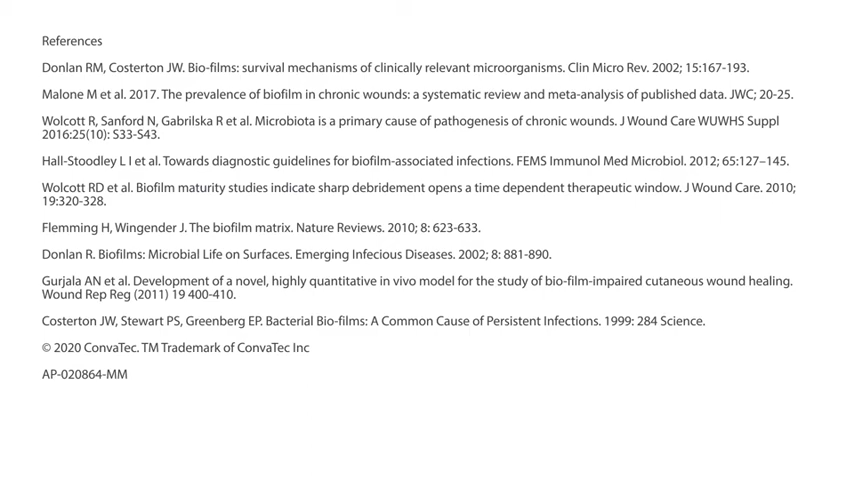 References
Donlan RM, Costerton JW. Bio-films: survival mechanisms of clinically relevant microorganisms. Clin Micro Rev. 2002; 15:167-193.
Malone M et al. 2017. The prevalence of biofilm in chronic wounds: a systematic review and meta-analysis of published data. JWC; 20-25.
Wolcott R, Sanford N, Gabrilska R et al. Microbiota is a primary cause of pathogenesis of chronic wounds. J Wound Care WUWHS Suppl
2016:25(10): S33-S43.
Hall-Stoodley L I et al. Towards diagnostic guidelines for biofilm-associated infections. FEMS Immunol Med Microbiol. 2012; 65:127–145.
Wolcott RD et al. Biofilm maturity studies indicate sharp debridement opens a time dependent therapeutic window. J Wound Care. 2010;
19:320-328.
Flemming H, Wingender J. The biofilm matrix. Nature Reviews. 2010; 8: 623-633.
Donlan R. Biofilms: Microbial Life on Surfaces. Emerging Infecious Diseases. 2002; 8: 881-890.
Gurjala AN et al. Development of a novel, highly quantitative in vivo model for the study of bio-film-impaired cutaneous wound healing.
Wound Rep Reg (2011) 19 400-410.
Costerton JW, Stewart PS, Greenberg EP. Bacterial Bio-films: A Common Cause of Persistent Infections. 1999: 284 Science.
© 2020 ConvaTec. TM Trademark of ConvaTec Inc
AP-020864-MM